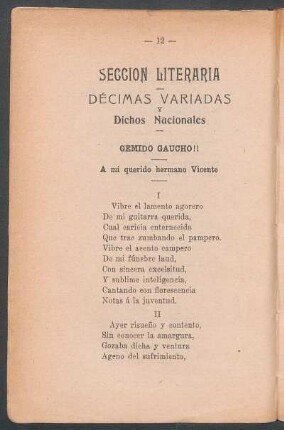 — 12 —
SECCION LITERARIA
DÉCIMAS VARIADAS
Y
Dichos Nacionales
GEMIDO GAUCHO!!
A mi querido hermano Vicente
I
Vibre el lamento agorero
De mi guitarra querida,
Cual caricia enternecida
Que trae zumbando el pampero.
Vibre el acento campero
De mi fúnebre laud,
Con sincera excelsitud.
Y sublime inteligencia,
Cantando con florescencia
Notas á la juventud.
II
Ayer risueño y contento,
Sin conocer la amargura,
Gozaba dicha y ventura
Ageno del sufrimiento,